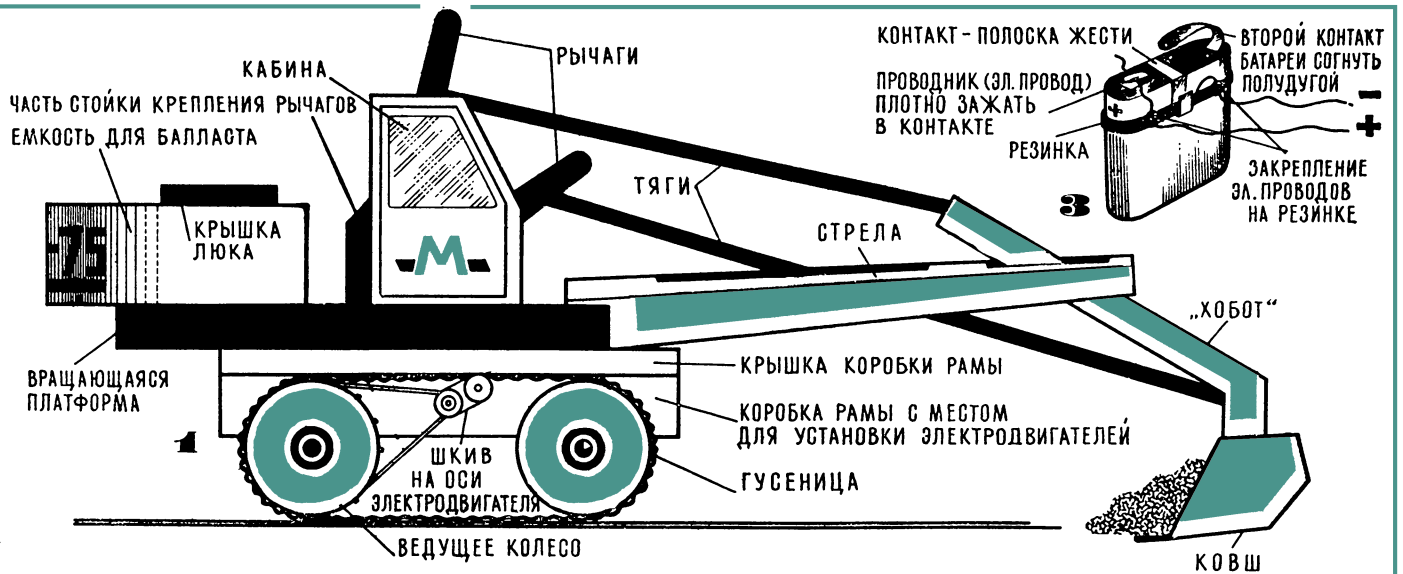 РЫЧАГИ
КАБИНА
ЧАСТЬ СТОЙКИ КРЕПЛЕНИЯ РЫЧАГОВ
ЕМКОСТЬ ДЛЯ БАЛЛАСТА
КРЫШКА
ЛЮКА
-75
М
ТЯГИ
СТРЕЛА
„ХОБОТ“
ВРАЩАЮЩАЯСЯ
ПЛАТФОРМА
КРЫШКА КОРОБКИ РАМЫ
КОРОБКА РАМЫ С МЕСТОМ
ДЛЯ УСТАНОВКИ ЭЛЕКТРОДВИГАТЕЛЕЙ
1
ШКИВ
НА ОСИ
ЭЛЕКТРОДВИГАТЕЛЯ
ГУСЕНИЦА
ВЕДУЩЕЕ КОЛЕСО
КОВШ
КОНТАКТ - ПОЛОСКА ЖЕСТИ
ПРОВОДНИК (ЭЛ. ПРОВОД)
ПЛОТНО ЗАЖАТЬ
В КОНТАКТЕ
РЕЗИНКА
ВТОРОЙ КОНТАКТ
БАТАРЕИ СОГНУТЬ
ПОЛУДУГОЙ
+
-
+
ЗАКРЕПЛЕНИЕ
ЭЛ. ПРОВОДОВ
НА РЕЗИНКЕ
3